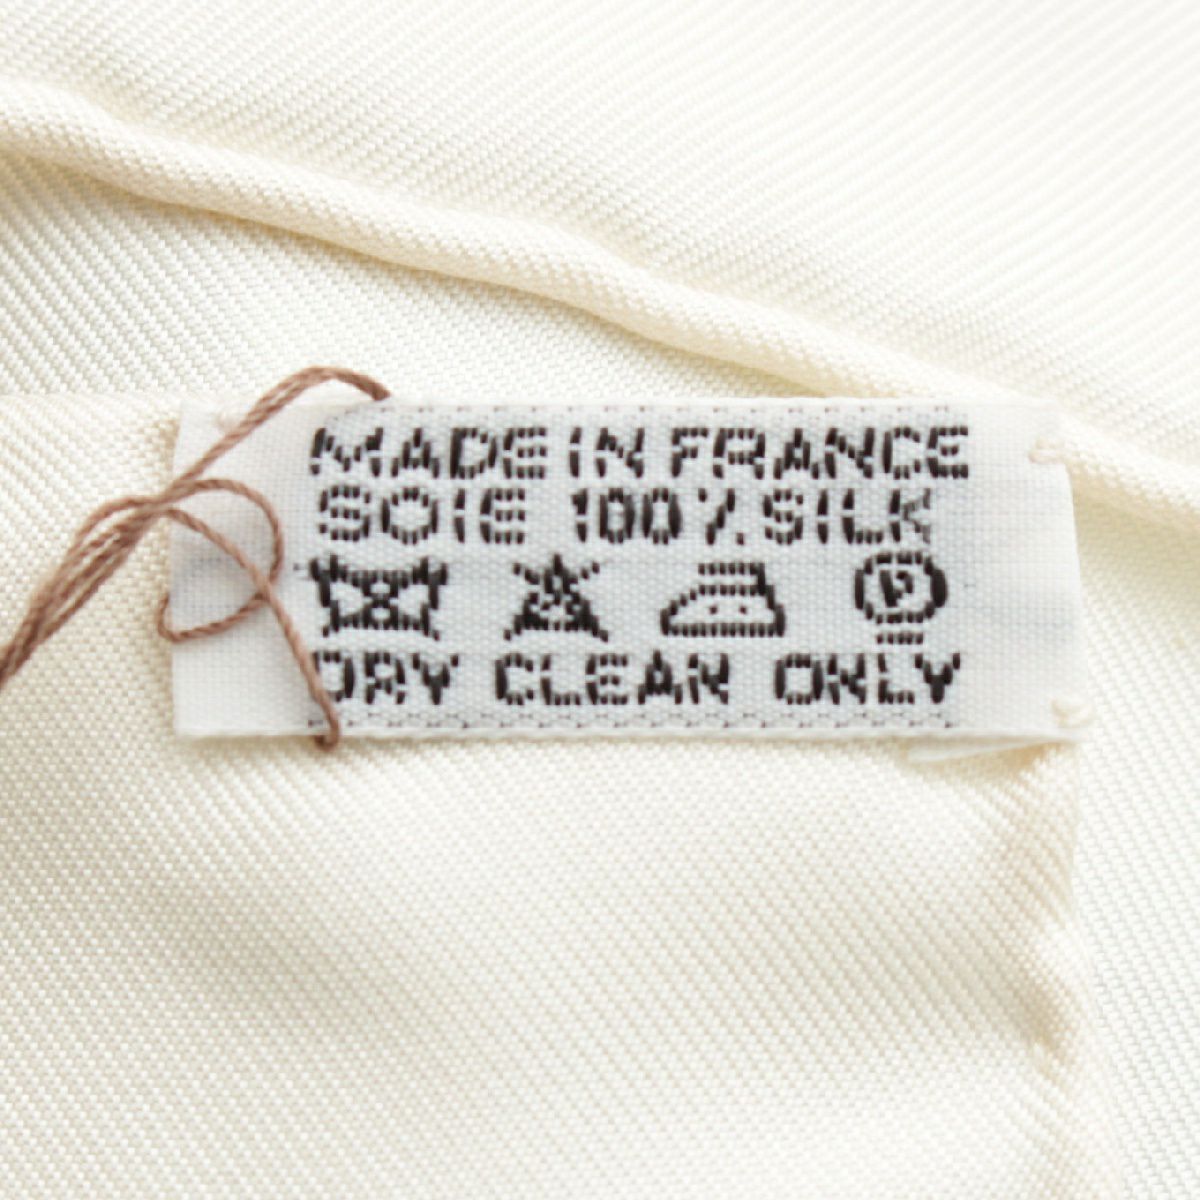 MADE IN FRANCE
SOIE 100% SILK
P
DRY CLEAN ONLY